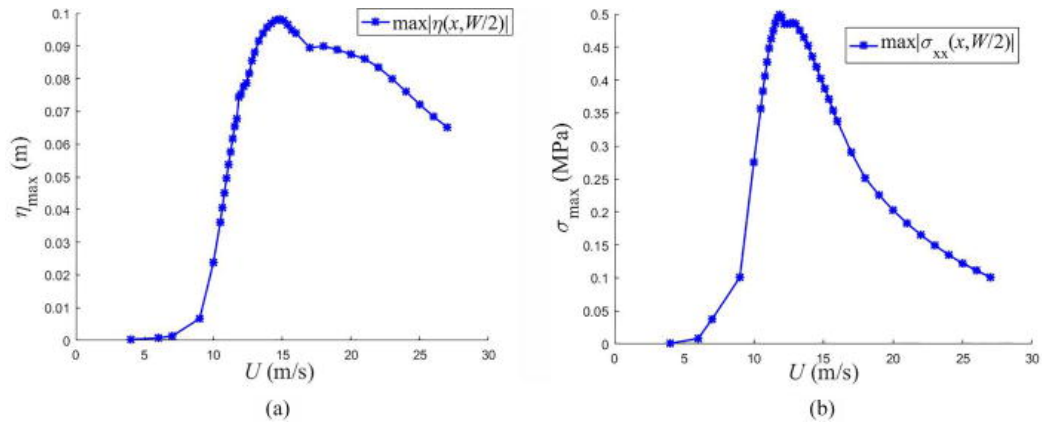 0.1
0.09
0.08
0.07
0.06
0.05
0.04
0.03
0.02
0.01
0
η_max (m)
max|η(x,W/2)|
0 5 10 15 20 25 30
U (m/s)
(a)
0.5
0.45
0.4
0.35
0.3
0.25
0.2
0.15
0.1
0.05
0
σ_max (MPa)
max|σ_xx(x,W/2)|
0 5 10 15 20 25 30
U (m/s)
(b)